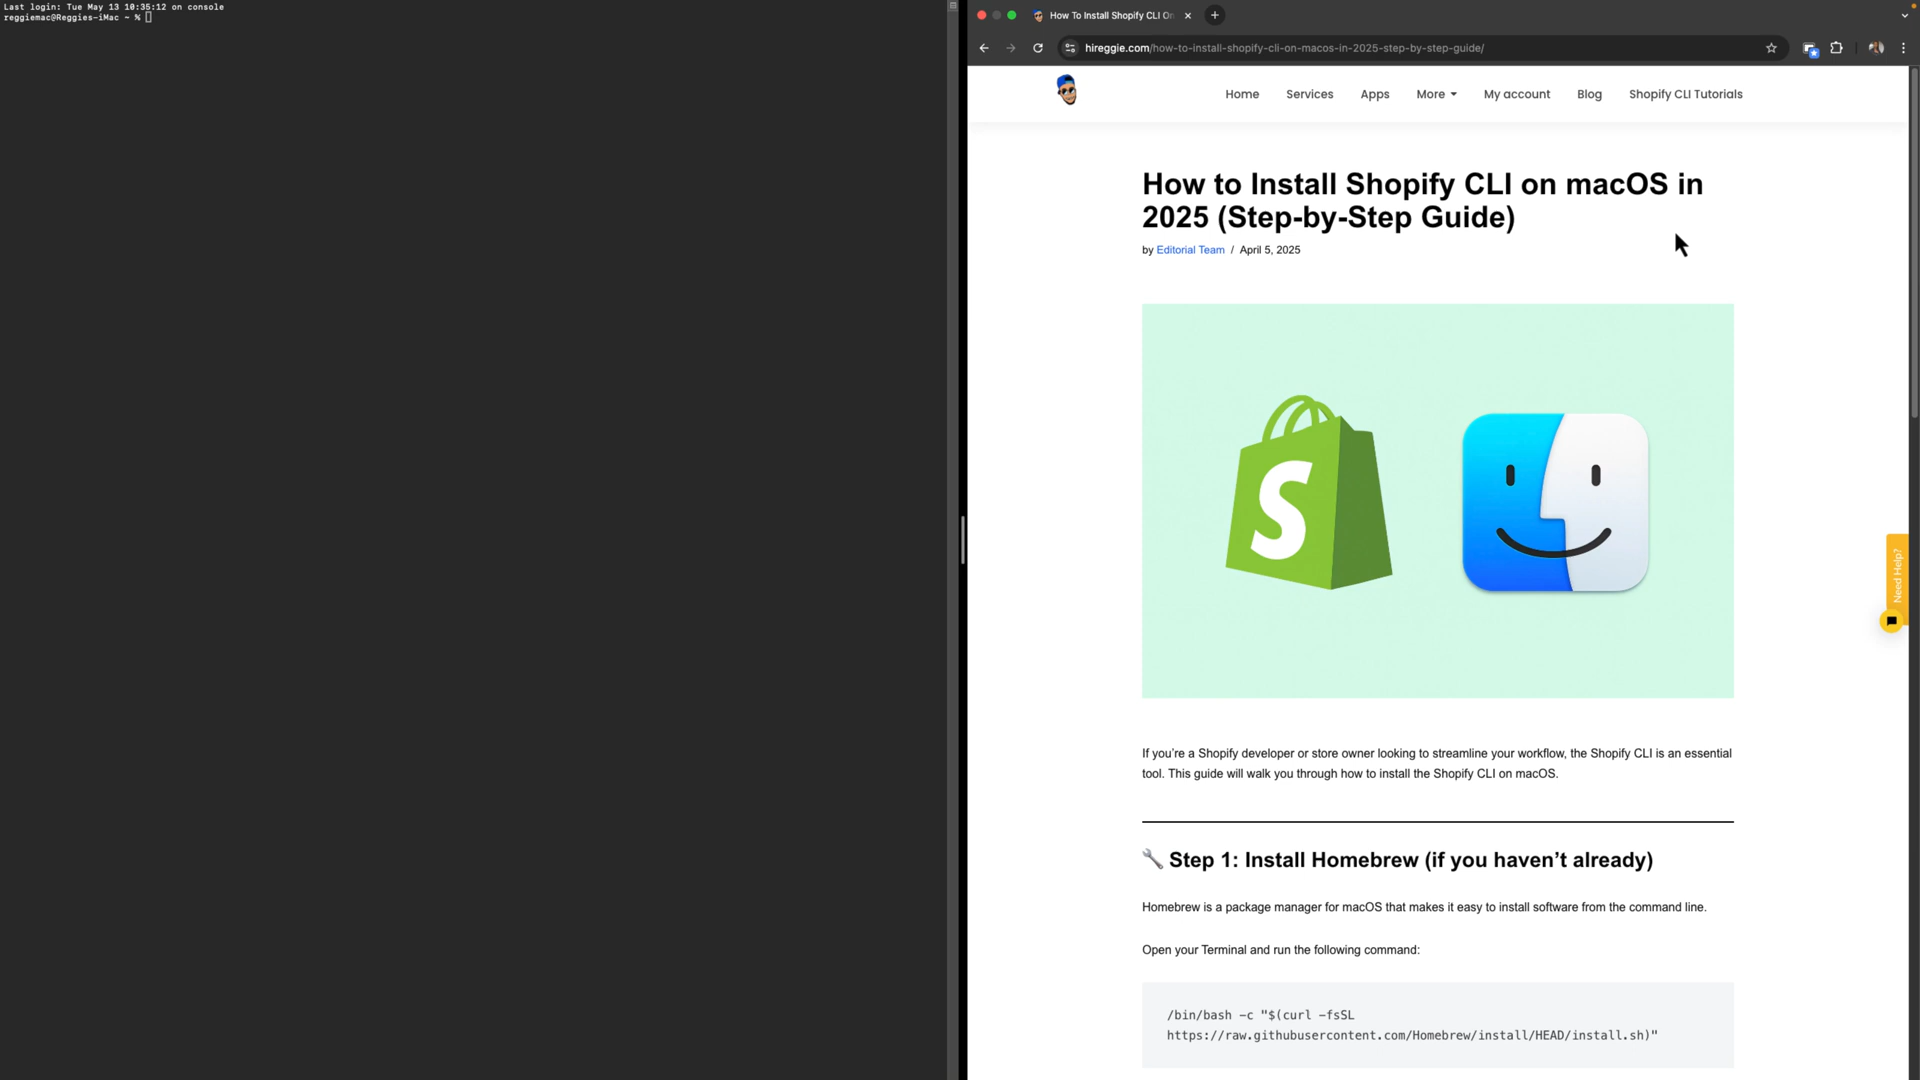 Last login: Tue May 13 10:35:12 on console
reggiemac@Reggies-iMac ~ %
How To Install Shopify CLI On
hireggie.com/how-to-install-shopify-cli-on-macos-in-2025-step-by-step-guide/
Home Services Apps More My account Blog Shopify CLI Tutorials
How to Install Shopify CLI on macOS in
2025 (Step-by-Step Guide)
by Editorial Team / April 5, 2025
S
Need Help?
If you’re a Shopify developer or store owner looking to streamline your workflow, the Shopify CLI is an essential
tool. This guide will walk you through how to install the Shopify CLI on macOS.
Step 1: Install Homebrew (if you haven’t already)
Homebrew is a package manager for macOS that makes it easy to install software from the command line.
Open your Terminal and run the following command:
/bin/bash -c "$(curl -fsSL
https://raw.githubusercontent.com/Homebrew/install/HEAD/install.sh)"